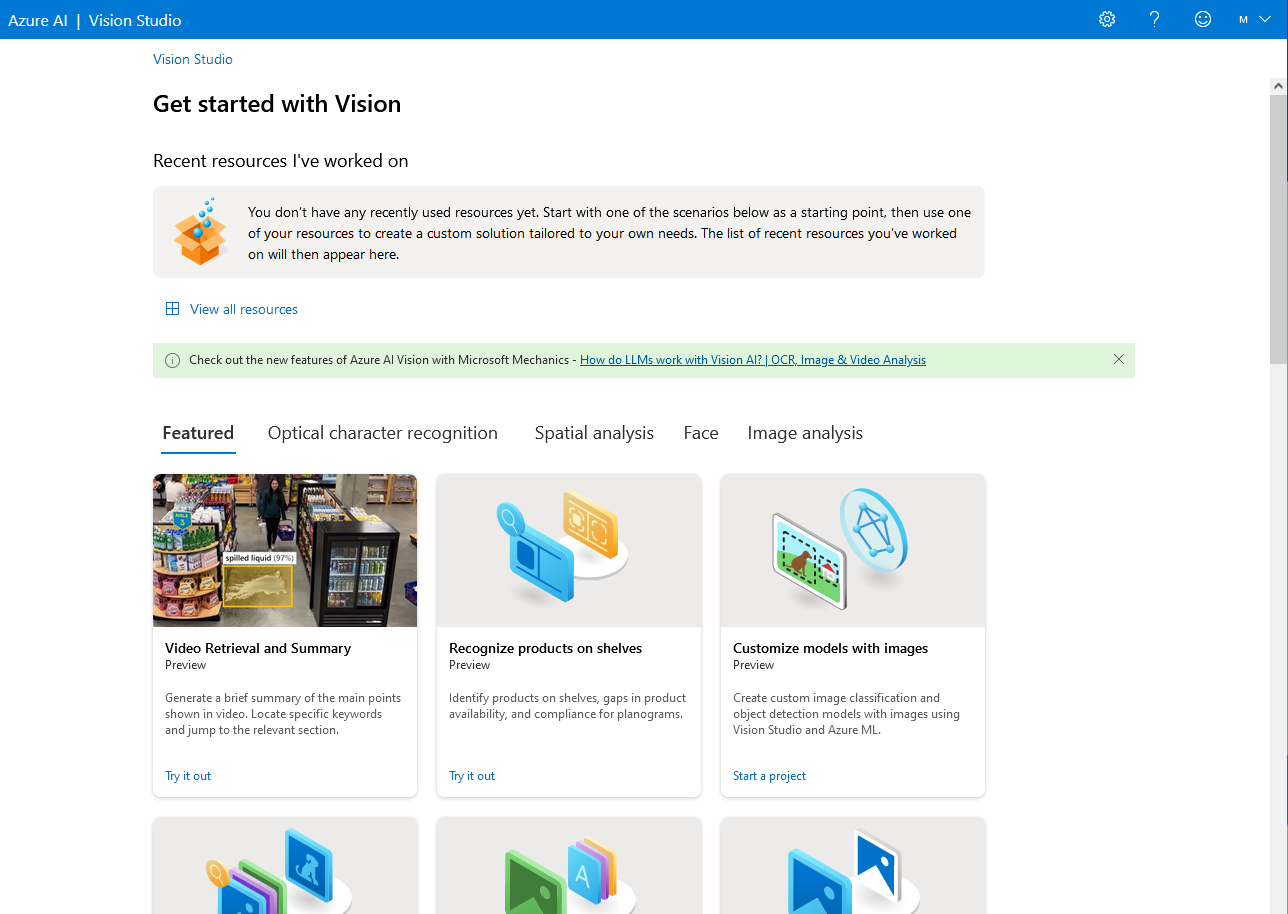 Azure AI | Vision Studio
M
Vision Studio
Get started with Vision
Recent resources I've worked on
You don't have any recently used resources yet. Start with one of the scenarios below as a starting point, then use one
of your resources to create a custom solution tailored to your own needs. The list of recent resources you've worked
on will then appear here.
View all resources
Check out the new features of Azure AI Vision with Microsoft Mechanics - How do LLMs work with Vision AI? | OCR, Image & Video Analysis
Featured Optical character recognition Spatial analysis Face Image analysis
AISLE
3
spilled liquid (97%)
Video Retrieval and Summary
Preview
Generate a brief summary of the main points
shown in video. Locate specific keywords
and jump to the relevant section.
Try it out
Recognize products on shelves
Preview
Identify products on shelves, gaps in product
availability, and compliance for planograms.
Try it out
Customize models with images
Preview
Create custom image classification and
object detection models with images using
Vision Studio and Azure ML.
Start a project
A